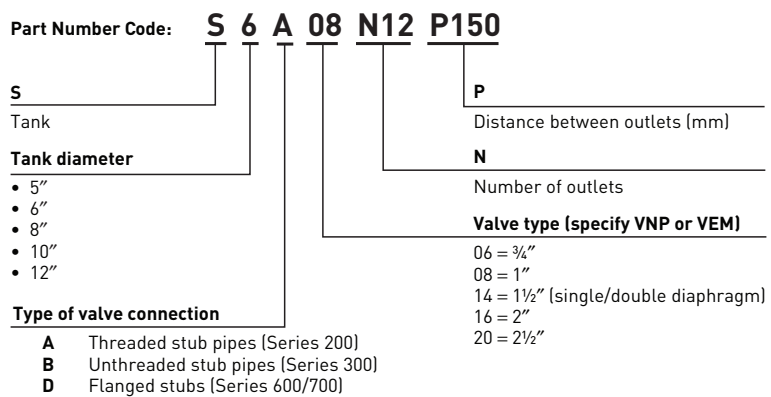 Part Number Code: S 6 A 08 N12 P150
S
Tank
Tank diameter
• 5″
• 6″
• 8″
• 10″
• 12″
Type of valve connection
A Threaded stub pipes (Series 200)
B Unthreaded stub pipes (Series 300)
D Flanged stubs (Series 600/700)
P
Distance between outlets (mm)
N
Number of outlets
Valve type (specify VNP or VEM)
06 = ¾″
08 = 1″
14 = 1½″ (single/double diaphragm)
16 = 2″
20 = 2½″